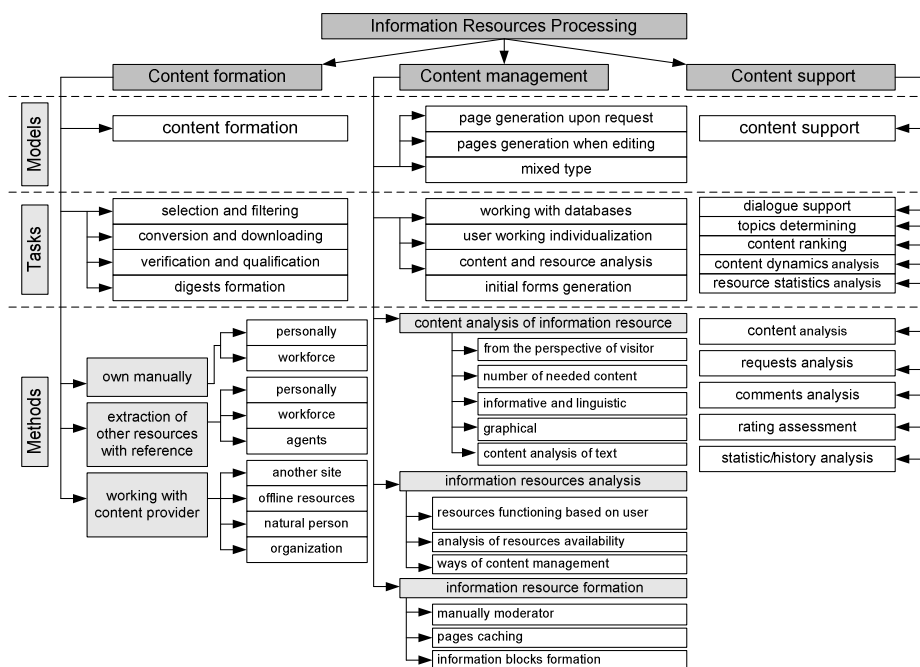 Information Resources Processing
Content formation
Content management
Content support
Models
content formation
page generation upon request
pages generation when editing
mixed type
content support
Tasks
selection and filtering
conversion and downloading
verification and qualification
digests formation
working with databases
user working individualization
content and resource analysis
initial forms generation
dialogue support
topics determining
content ranking
content dynamics analysis
resource statistics analysis
Methods
own manually
personally
workforce
extraction of
other resources
with reference
personally
workforce
agents
working with
content provider
another site
offline resources
natural person
organization
content analysis of information resource
from the perspective of visitor
number of needed content
informative and linguistic
graphical
content analysis of text
information resources analysis
resources functioning based on user
analysis of resources availability
ways of content management
information resource formation
manually moderator
pages caching
information blocks formation
content analysis
requests analysis
comments analysis
rating assessment
statistic/history analysis